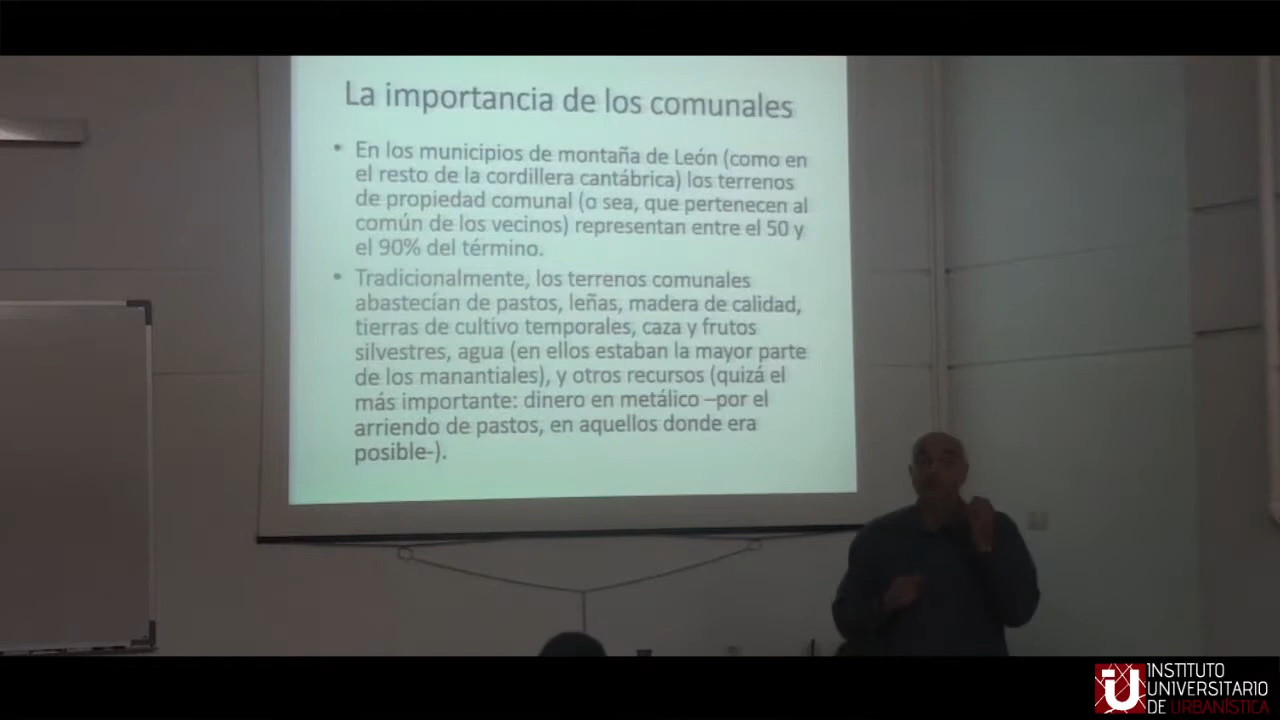 La importancia de los comunales
• En los municipios de montaña de León (como en
el resto de la cordillera cantábrica) los terrenos
de propiedad comunal (o sea, que pertenecen al
común de los vecinos) representan entre el 50 y
el 90% del término.
• Tradicionalmente, los terrenos comunales
abastecían de pastos, leñas, madera de calidad,
tierras de cultivo temporales, caza y frutos
silvestres, agua (en ellos estaban la mayor parte
de los manantiales), y otros recursos (quizá el
más importante: dinero en metálico –por el
arriendo de pastos, en aquellos donde era
posible-).
IU
INSTITUTO
UNIVERSITARIO
DE URBANÍSTICA